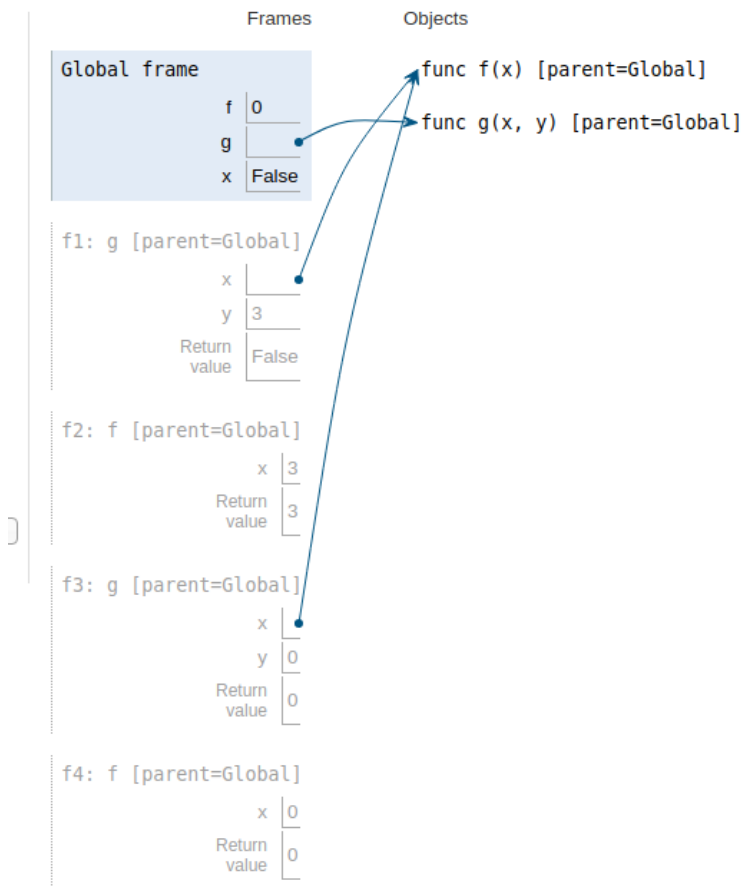 Frames Objects
Global frame
func f(x) [parent=Global]
f 0
func g(x, y) [parent=Global]
g
x False
f1: g [parent=Global]
x
y 3
Return
value False
f2: f [parent=Global]
x 3
Return
value 3
f3: g [parent=Global]
x
y 0
Return
value 0
f4: f [parent=Global]
x 0
Return
value 0